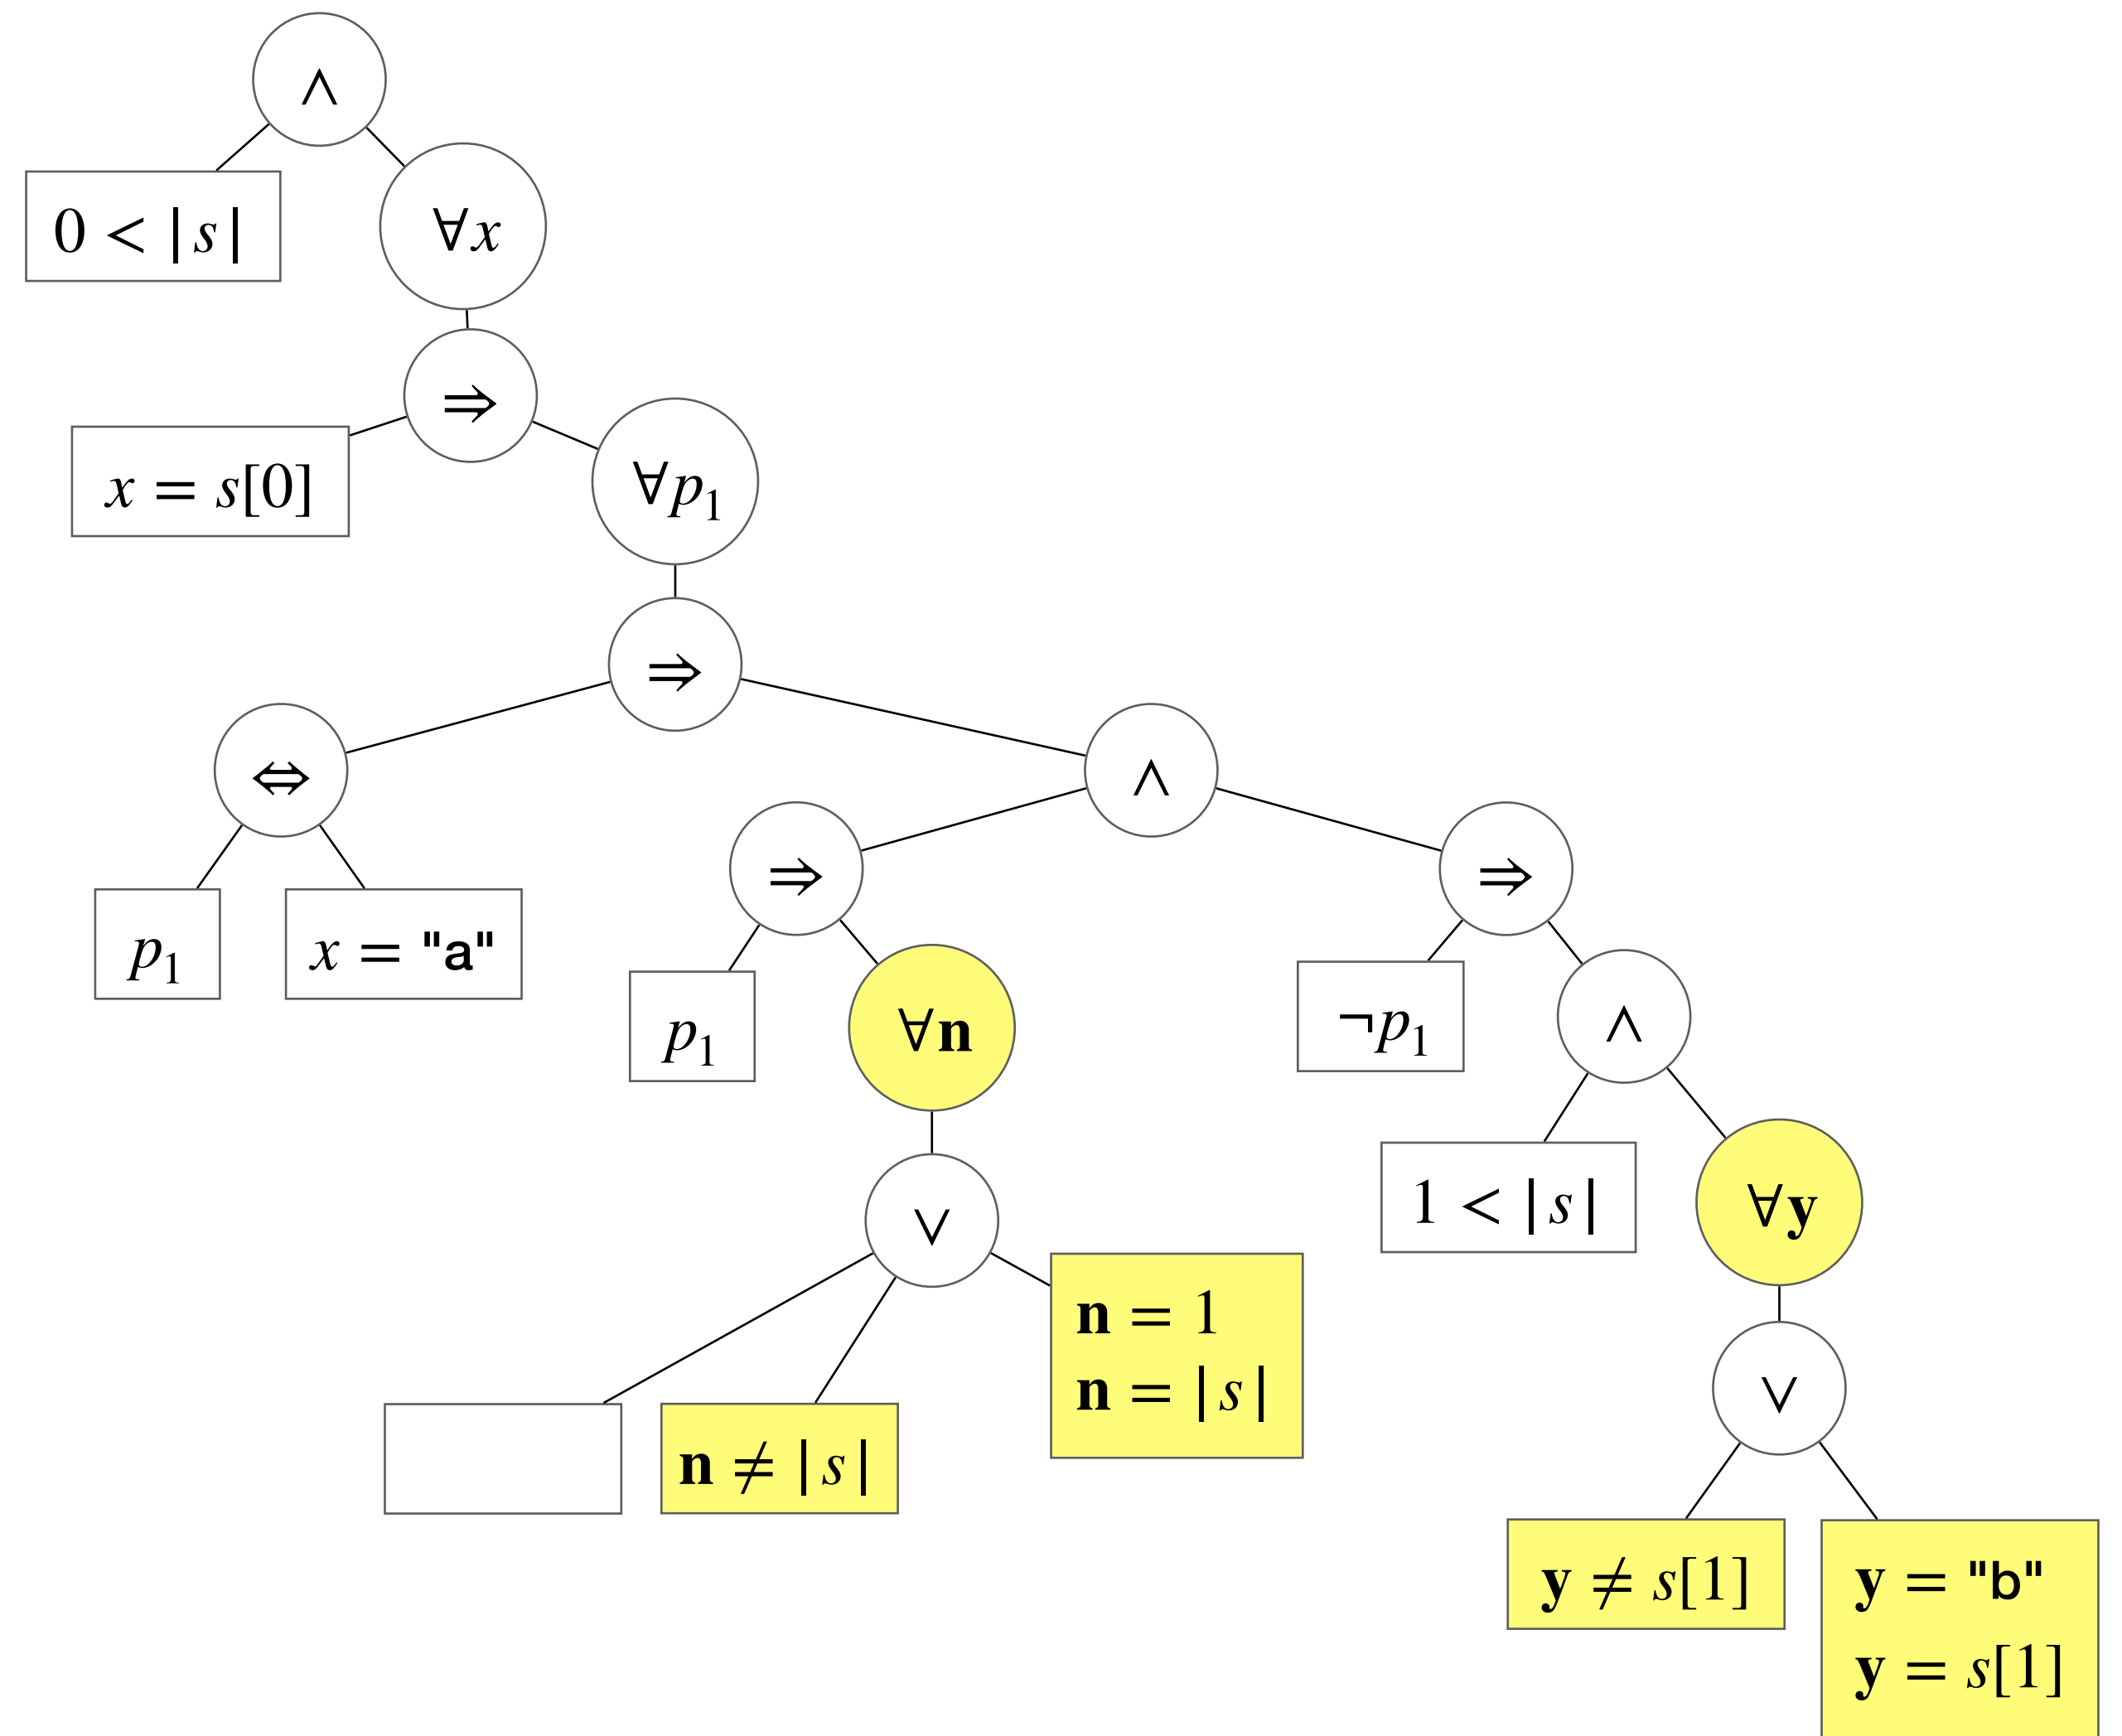 ∧
0 < |s|
∀x
⇒
x = s[0]
∀p₁
⇒
⇔
∧
p₁
x = "a"
⇒
⇒
p₁
∀n
¬p₁
∧
∨
1 < |s|
∀y
n ≠ |s|
n = 1
n = |s|
∨
y ≠ s[1]
y = "b"
y = s[1]